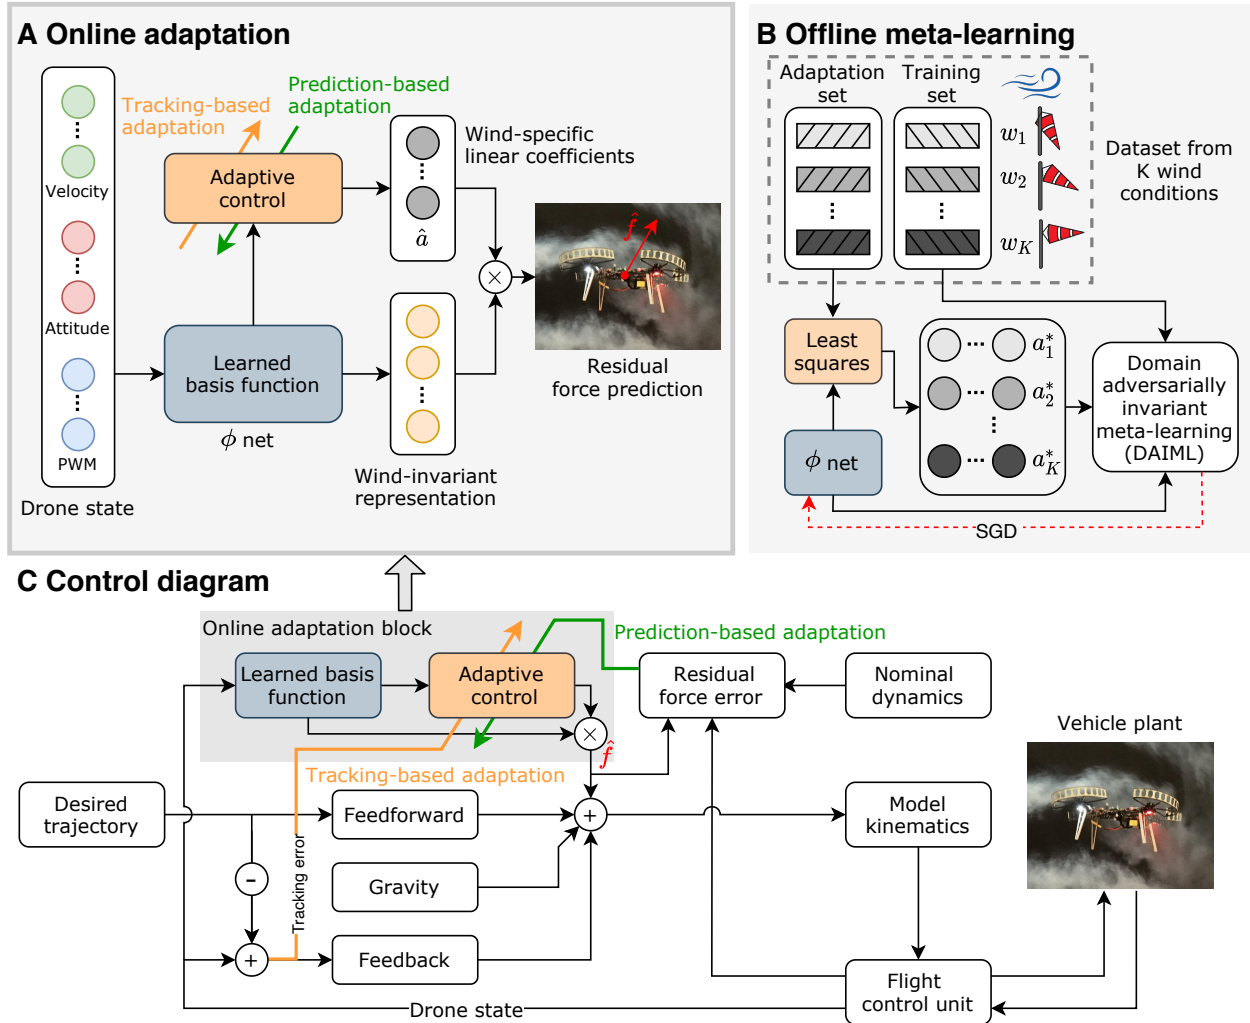 A Online adaptation
Prediction-based
adaptation
Tracking-based
adaptation
Velocity
Attitude
PWM
Drone state
Adaptive
control
Learned
basis function
ϕ net
Wind-specific
linear coefficients
â
×
Wind-invariant
representation
f̂
Residual
force prediction
B Offline meta-learning
Adaptation
set
Training
set
w₁
w₂
w_K
Dataset from
K wind
conditions
Least
squares
ϕ net
a₁*
a₂*
a_K*
Domain
adversarially
invariant
meta-learning
(DAIML)
SGD
C Control diagram
Online adaptation block
Prediction-based adaptation
Learned basis
function
Adaptive
control
Residual
force error
Nominal
dynamics
×
f̂
Tracking-based adaptation
Vehicle plant
Desired
trajectory
Feedforward
+
Model
kinematics
-
Tracking error
Gravity
+
Feedback
Flight
control unit
Drone state